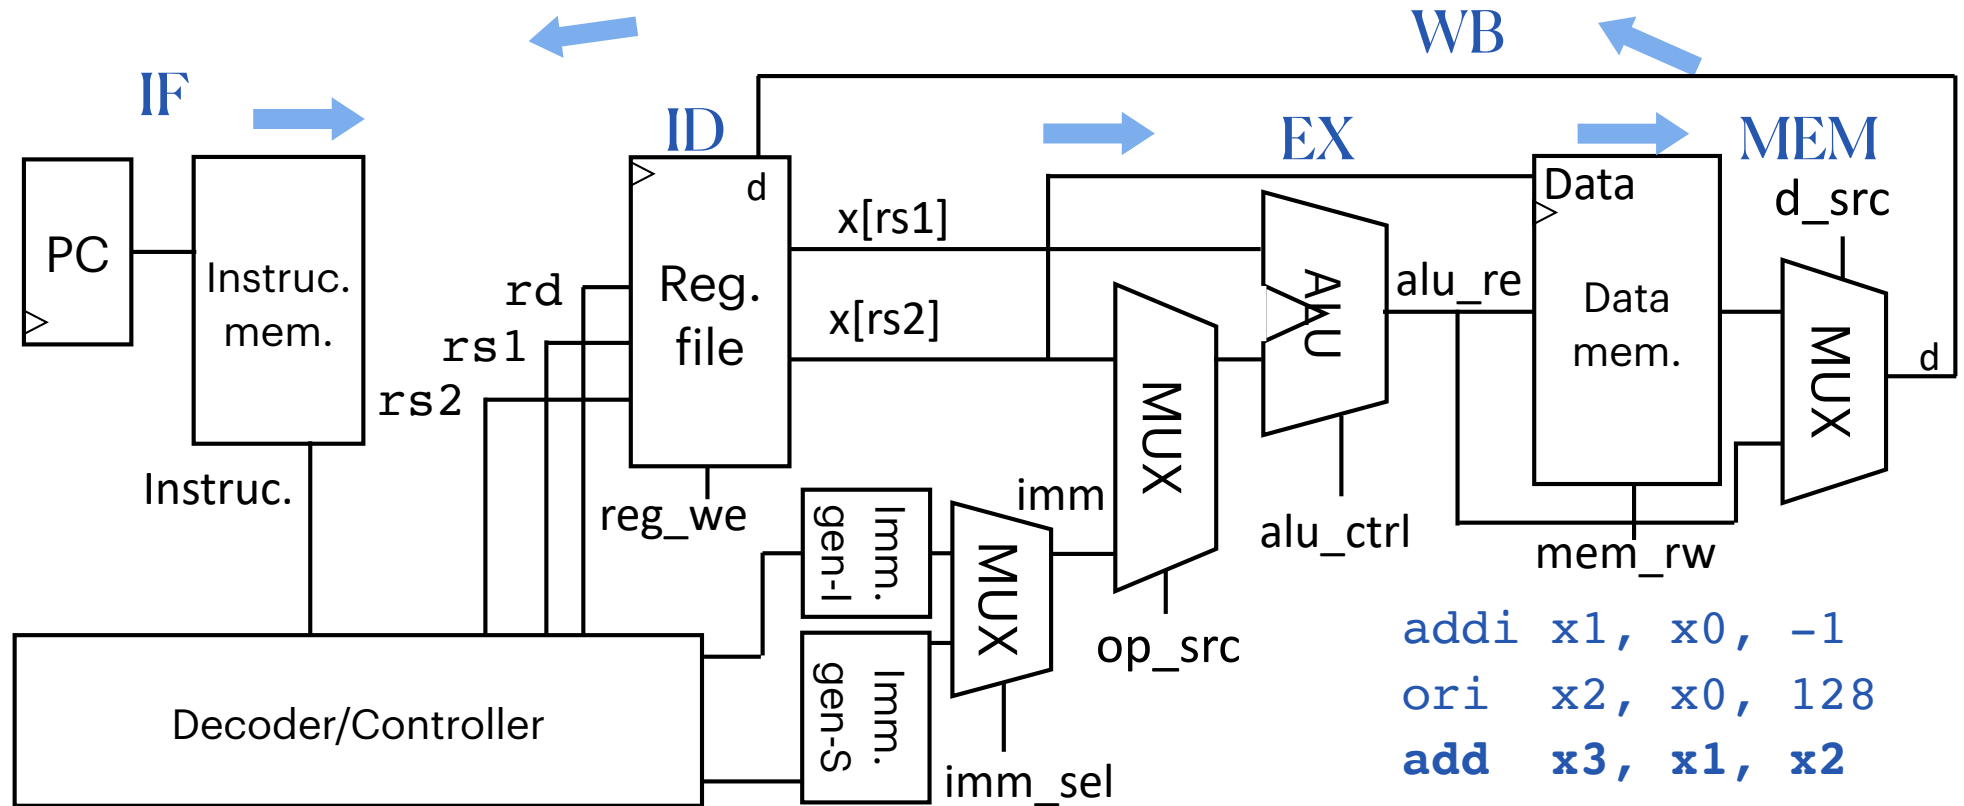 WB
IF
ID
EX
MEM
Data
d_src
d
x[rs1]
PC
Instruc.
mem.
rd
Reg.
file
rs1
rs2
x[rs2]
ALU
alu_re
Data
mem.
MUX
d
MUX
Instruc.
reg_we
imm
Imm.
gen-I
MUX
alu_ctrl
mem_rw
Imm.
gen-S
op_src
Decoder/Controller
imm_sel
addi x1, x0, -1
ori x2, x0, 128
add x3, x1, x2